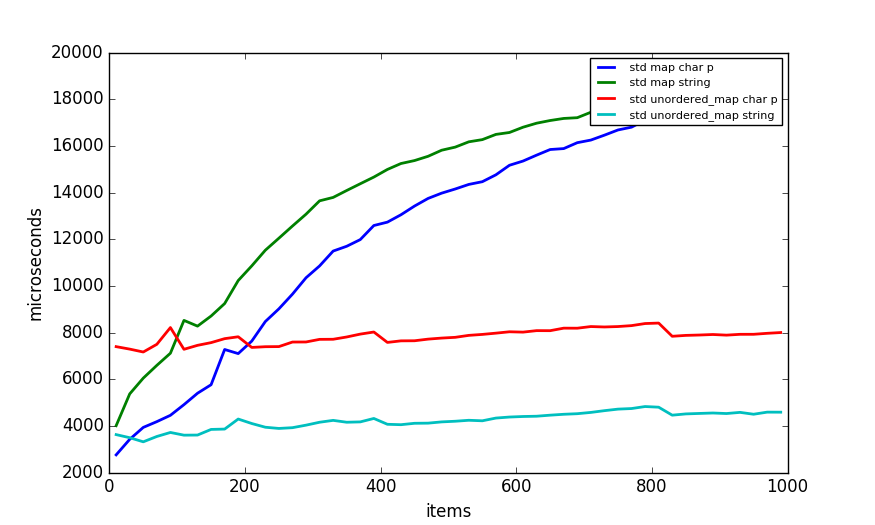 20000
18000
16000
14000
12000
10000
8000
6000
4000
2000
microseconds
std map char p
std map string
std unordered_map char p
std unordered_map string
0 200 400 600 800 1000
items